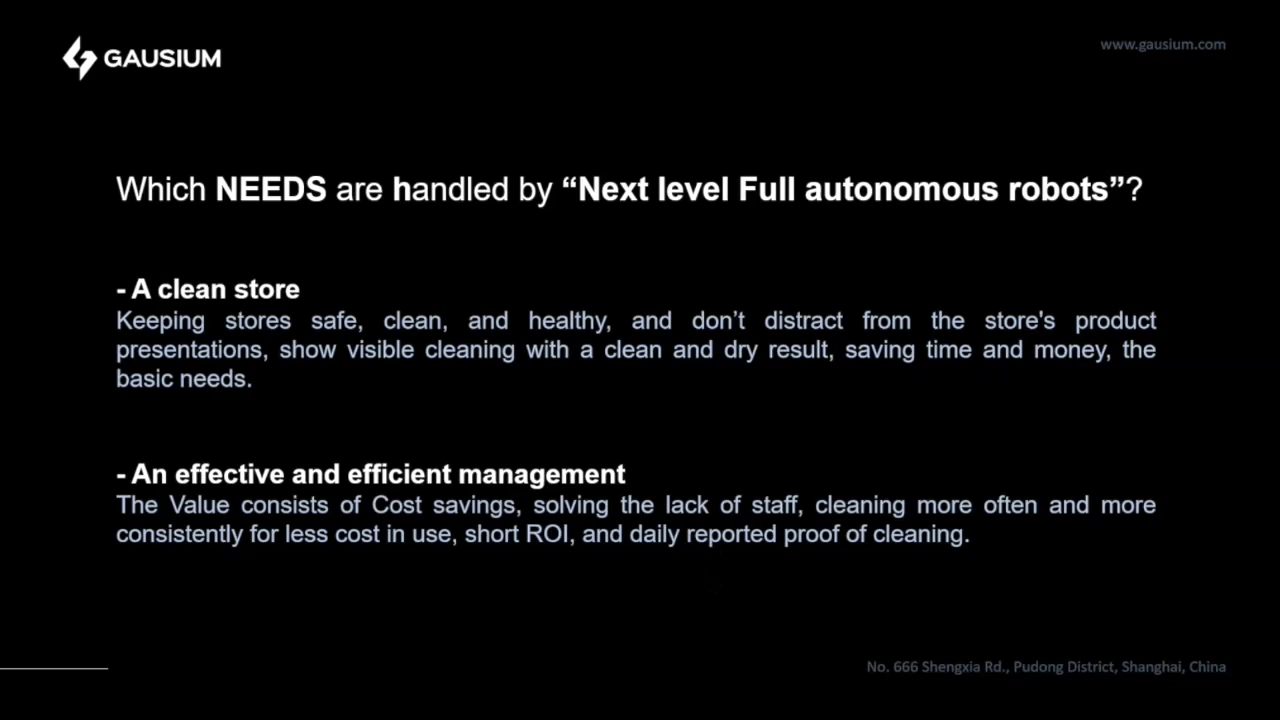 GAUSIUM
www.gausium.com
Which NEEDS are handled by “Next level Full autonomous robots”?
- A clean store
Keeping stores safe, clean, and healthy, and don’t distract from the store's product
presentations, show visible cleaning with a clean and dry result, saving time and money, the
basic needs.
- An effective and efficient management
The Value consists of Cost savings, solving the lack of staff, cleaning more often and more
consistently for less cost in use, short ROI, and daily reported proof of cleaning.
No. 666 Shengxia Rd., Pudong District, Shanghai, China